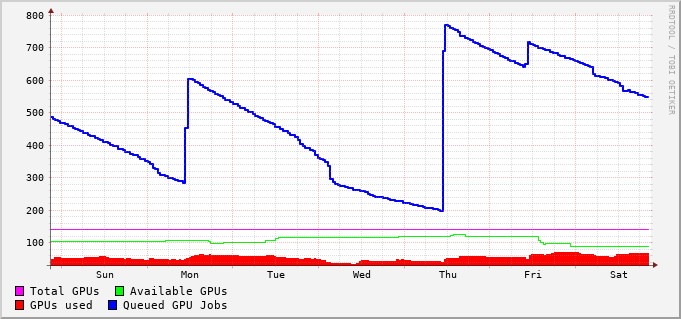 800
700
600
500
400
300
200
100
Sun Mon Tue Wed Thu Fri Sat
Total GPUs Available GPUs
GPUs used Queued GPU Jobs
RRDTOOL / TOBI OETIKER